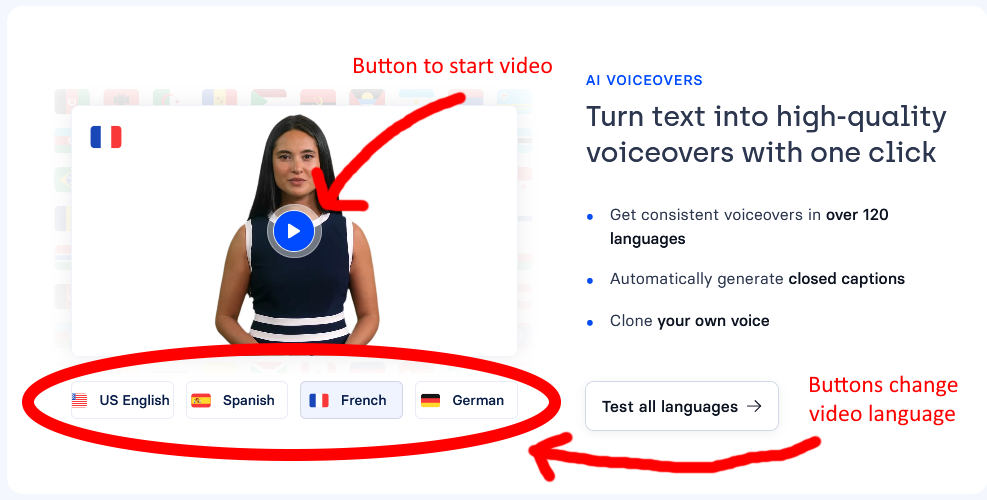 Button to start video
AI VOICEOVERS
Turn text into high-quality
voiceovers with one click
Get consistent voiceovers in over 120
languages
Automatically generate closed captions
Clone your own voice
US English
Spanish
French
German
Test all languages →
Buttons change
video language